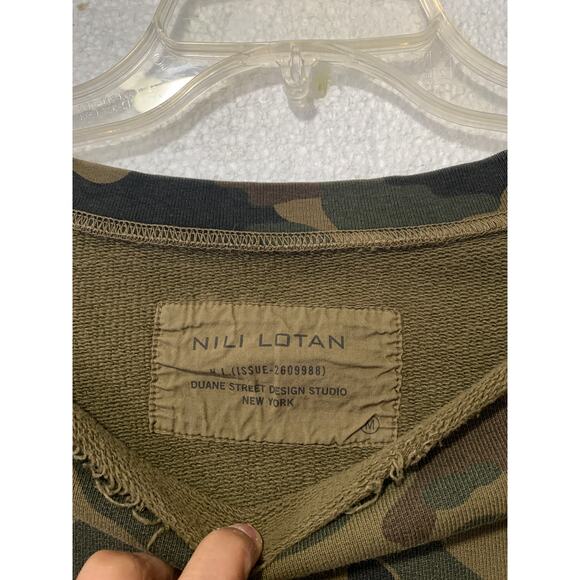 NILI LOTAN
N.L (ISSUE-2609988)
DUANE STREET DESIGN STUDIO
NEW YORK
M